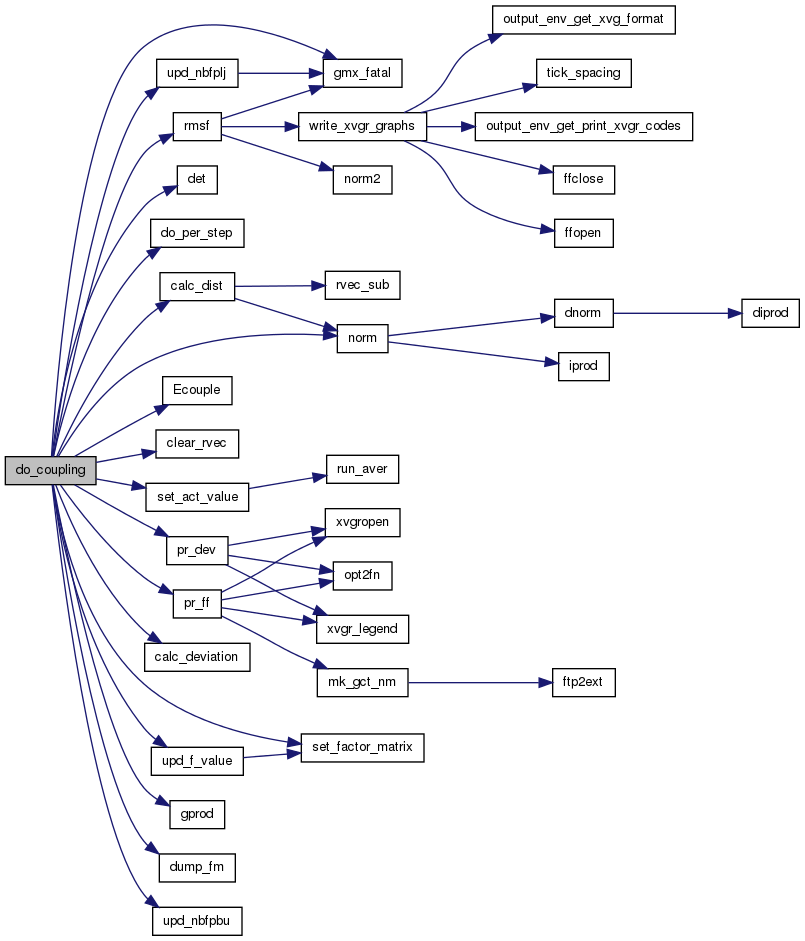 output_env_get_xvg_format
upd_nbfplj
gmx_fatal
tick_spacing
rmsf
write_xvgr_graphs
output_env_get_print_xvgr_codes
det
norm2
ffclose
do_per_step
ffopen
calc_dist
rvec_sub
norm
dnorm
diprod
iprod
Ecouple
clear_rvec
do_coupling
run_aver
set_act_value
xvgropen
pr_dev
opt2fn
pr_ff
xvgr_legend
calc_deviation
mk_gct_nm
ftp2ext
upd_f_value
set_factor_matrix
gprod
dump_fm
upd_nbfpbu